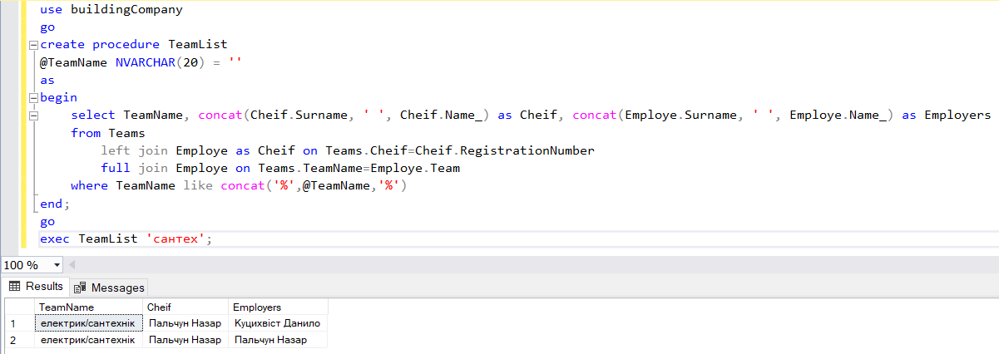 use buildingCompany
go
create procedure TeamList
@TeamName NVARCHAR(20) = ''
as
begin
select TeamName, concat(Cheif.Surname, ' ', Cheif.Name_) as Cheif, concat(Employe.Surname, ' ', Employe.Name_) as Employers
from Teams
left join Employe as Cheif on Teams.Cheif=Cheif.RegistrationNumber
full join Employe on Teams.TeamName=Employe.Team
where TeamName like concat('%',@TeamName,'%')
end;
go
exec TeamList 'сантех';
100 %
Results Messages
TeamName Cheif Employers
1 електрик/сантехнік Пальчун Назар Куцихвіст Данило
2 електрик/сантехнік Пальчун Назар Пальчун Назар